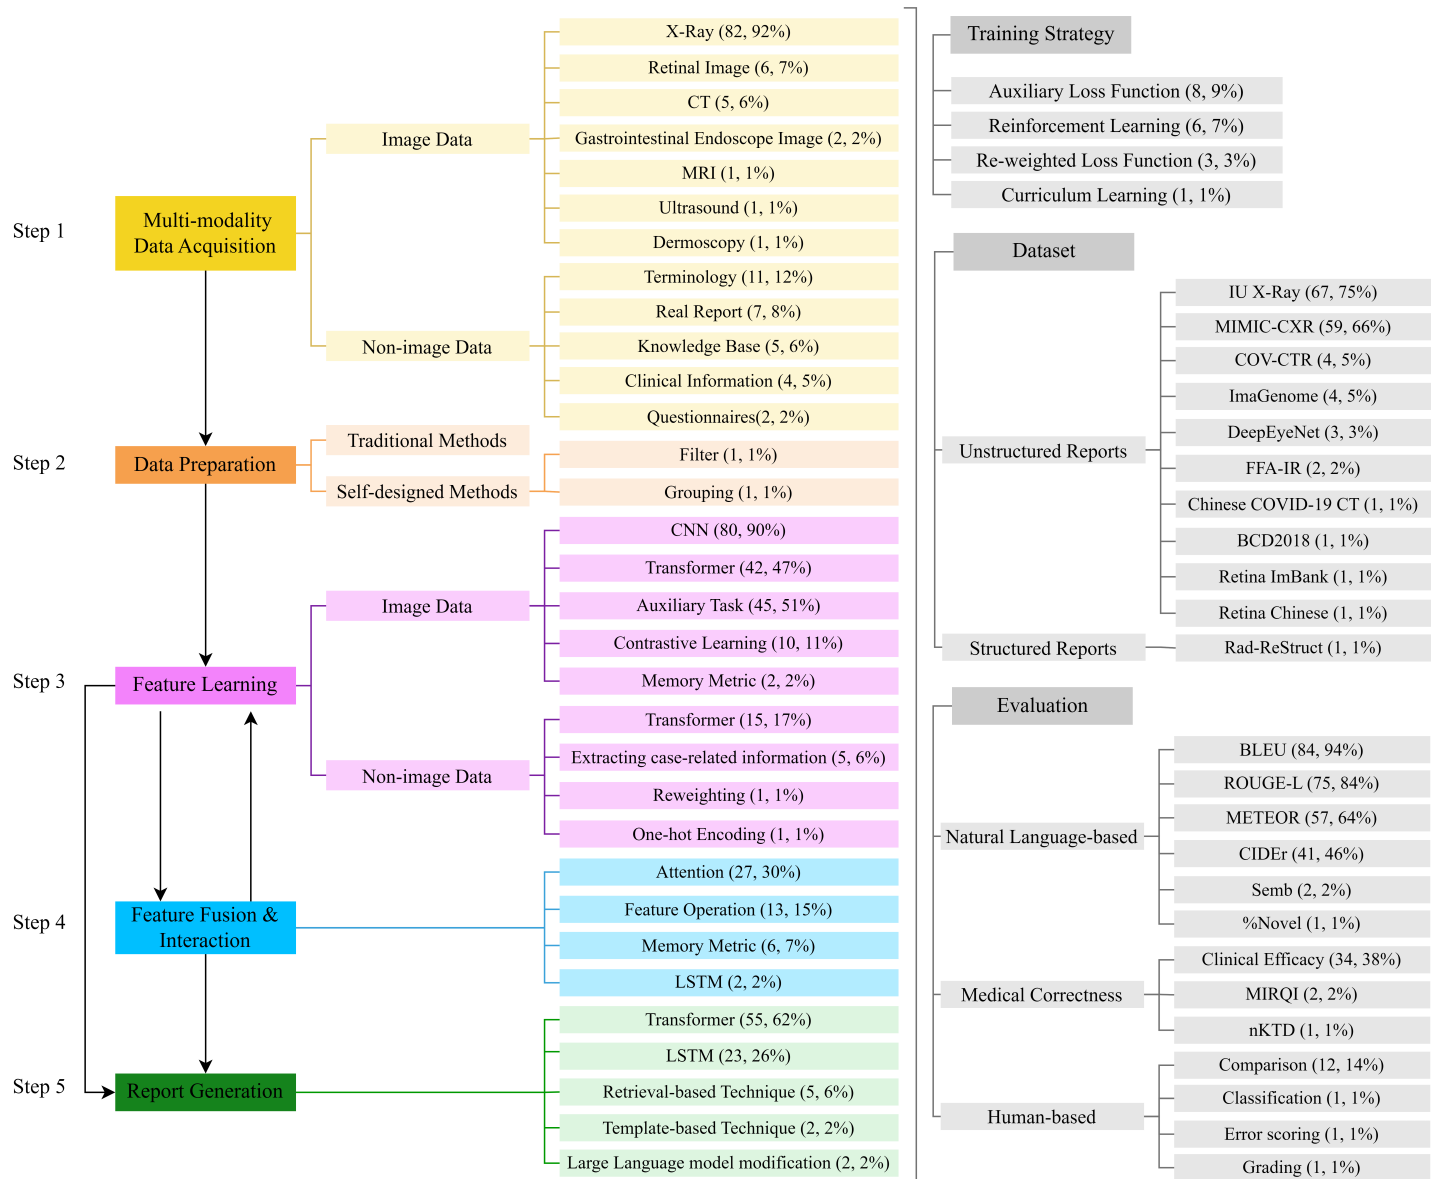 Step 1
Multi-modality
Data Acquisition
Image Data
X-Ray (82, 92%)
Retinal Image (6, 7%)
CT (5, 6%)
Gastrointestinal Endoscope Image (2, 2%)
MRI (1, 1%)
Ultrasound (1, 1%)
Dermoscopy (1, 1%)
Non-image Data
Terminology (11, 12%)
Real Report (7, 8%)
Knowledge Base (5, 6%)
Clinical Information (4, 5%)
Questionnaires(2, 2%)
Step 2
Data Preparation
Traditional Methods
Self-designed Methods
Filter (1, 1%)
Grouping (1, 1%)
Step 3
Feature Learning
Image Data
CNN (80, 90%)
Transformer (42, 47%)
Auxiliary Task (45, 51%)
Contrastive Learning (10, 11%)
Memory Metric (2, 2%)
Non-image Data
Transformer (15, 17%)
Extracting case-related information (5, 6%)
Reweighting (1, 1%)
One-hot Encoding (1, 1%)
Step 4
Feature Fusion &
Interaction
Attention (27, 30%)
Feature Operation (13, 15%)
Memory Metric (6, 7%)
LSTM (2, 2%)
Step 5
Report Generation
Transformer (55, 62%)
LSTM (23, 26%)
Retrieval-based Technique (5, 6%)
Template-based Technique (2, 2%)
Large Language model modification (2, 2%)
Training Strategy
Auxiliary Loss Function (8, 9%)
Reinforcement Learning (6, 7%)
Re-weighted Loss Function (3, 3%)
Curriculum Learning (1, 1%)
Dataset
Unstructured Reports
IU X-Ray (67, 75%)
MIMIC-CXR (59, 66%)
COV-CTR (4, 5%)
ImaGenome (4, 5%)
DeepEyeNet (3, 3%)
FFA-IR (2, 2%)
Chinese COVID-19 CT (1, 1%)
BCD2018 (1, 1%)
Retina ImBank (1, 1%)
Retina Chinese (1, 1%)
Structured Reports
Rad-ReStruct (1, 1%)
Evaluation
Natural Language-based
BLEU (84, 94%)
ROUGE-L (75, 84%)
METEOR (57, 64%)
CIDEr (41, 46%)
Semb (2, 2%)
%Novel (1, 1%)
Medical Correctness
Clinical Efficacy (34, 38%)
MIRQI (2, 2%)
nKTD (1, 1%)
Human-based
Comparison (12, 14%)
Classification (1, 1%)
Error scoring (1, 1%)
Grading (1, 1%)